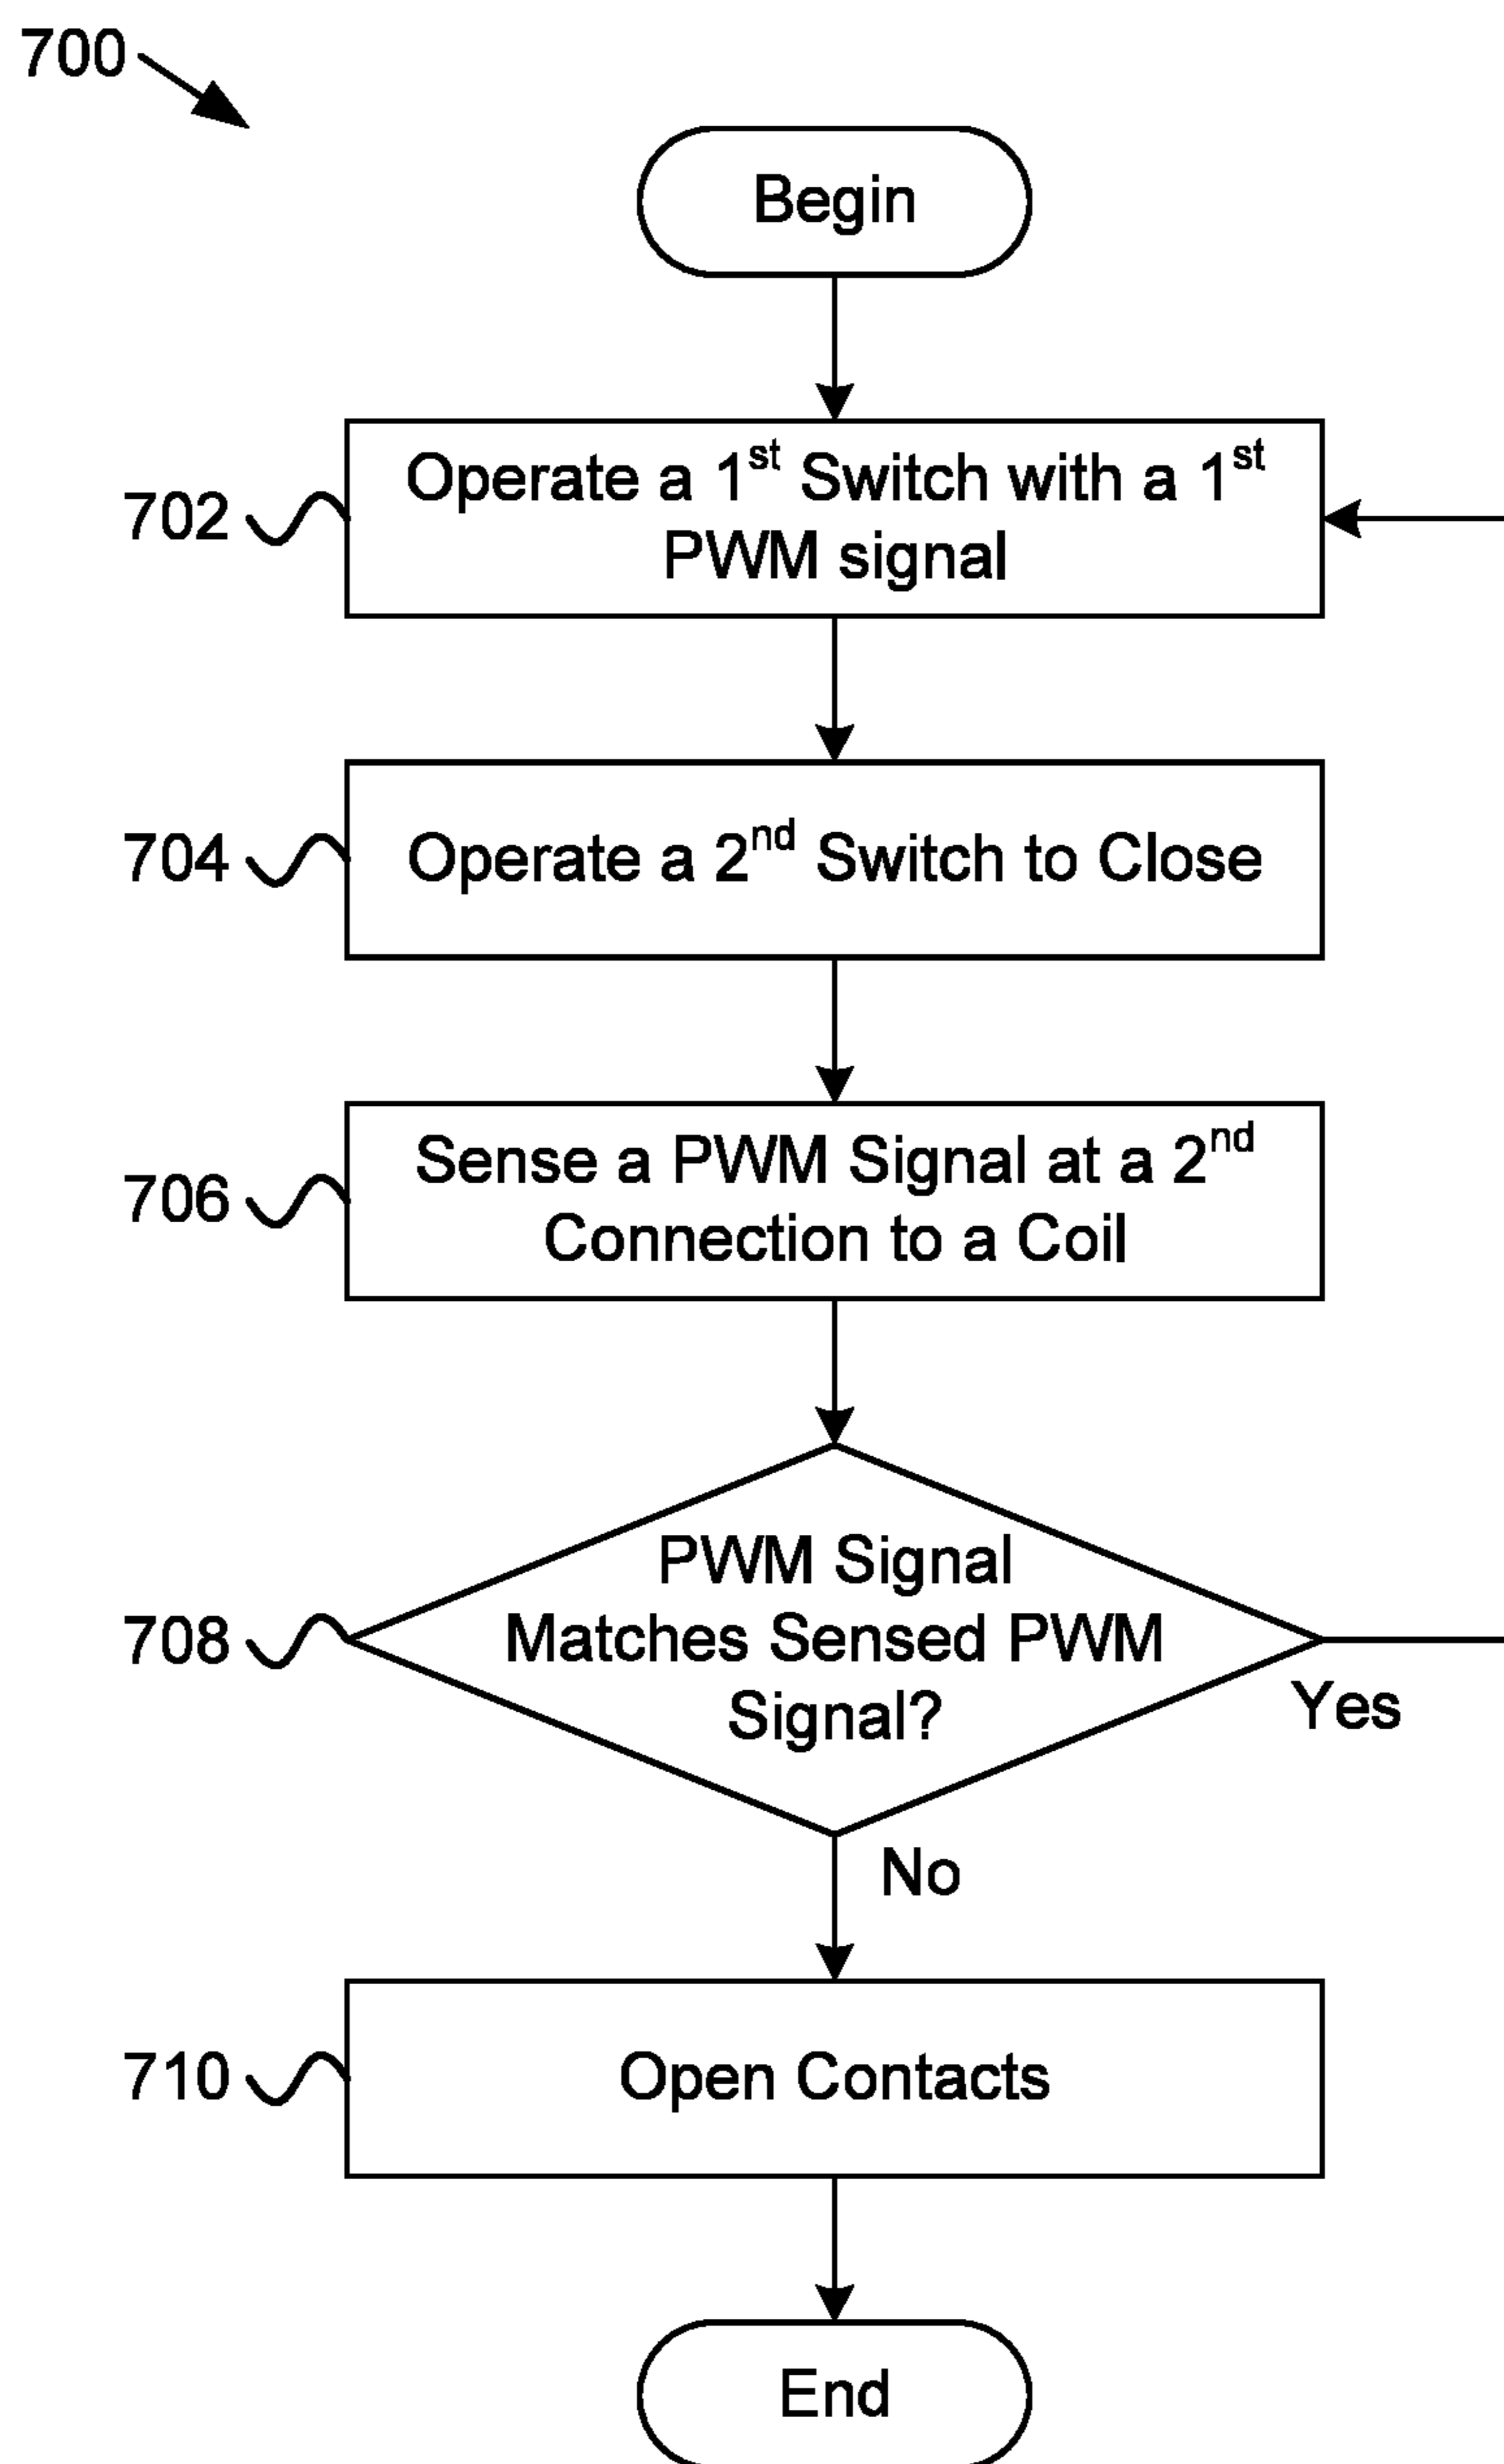 700
Begin
702
Operate a 1st Switch with a 1st
PWM signal
704
Operate a 2nd Switch to Close
706
Sense a PWM Signal at a 2nd
Connection to a Coil
708
PWM Signal
Matches Sensed PWM
Signal?
Yes
No
710
Open Contacts
End